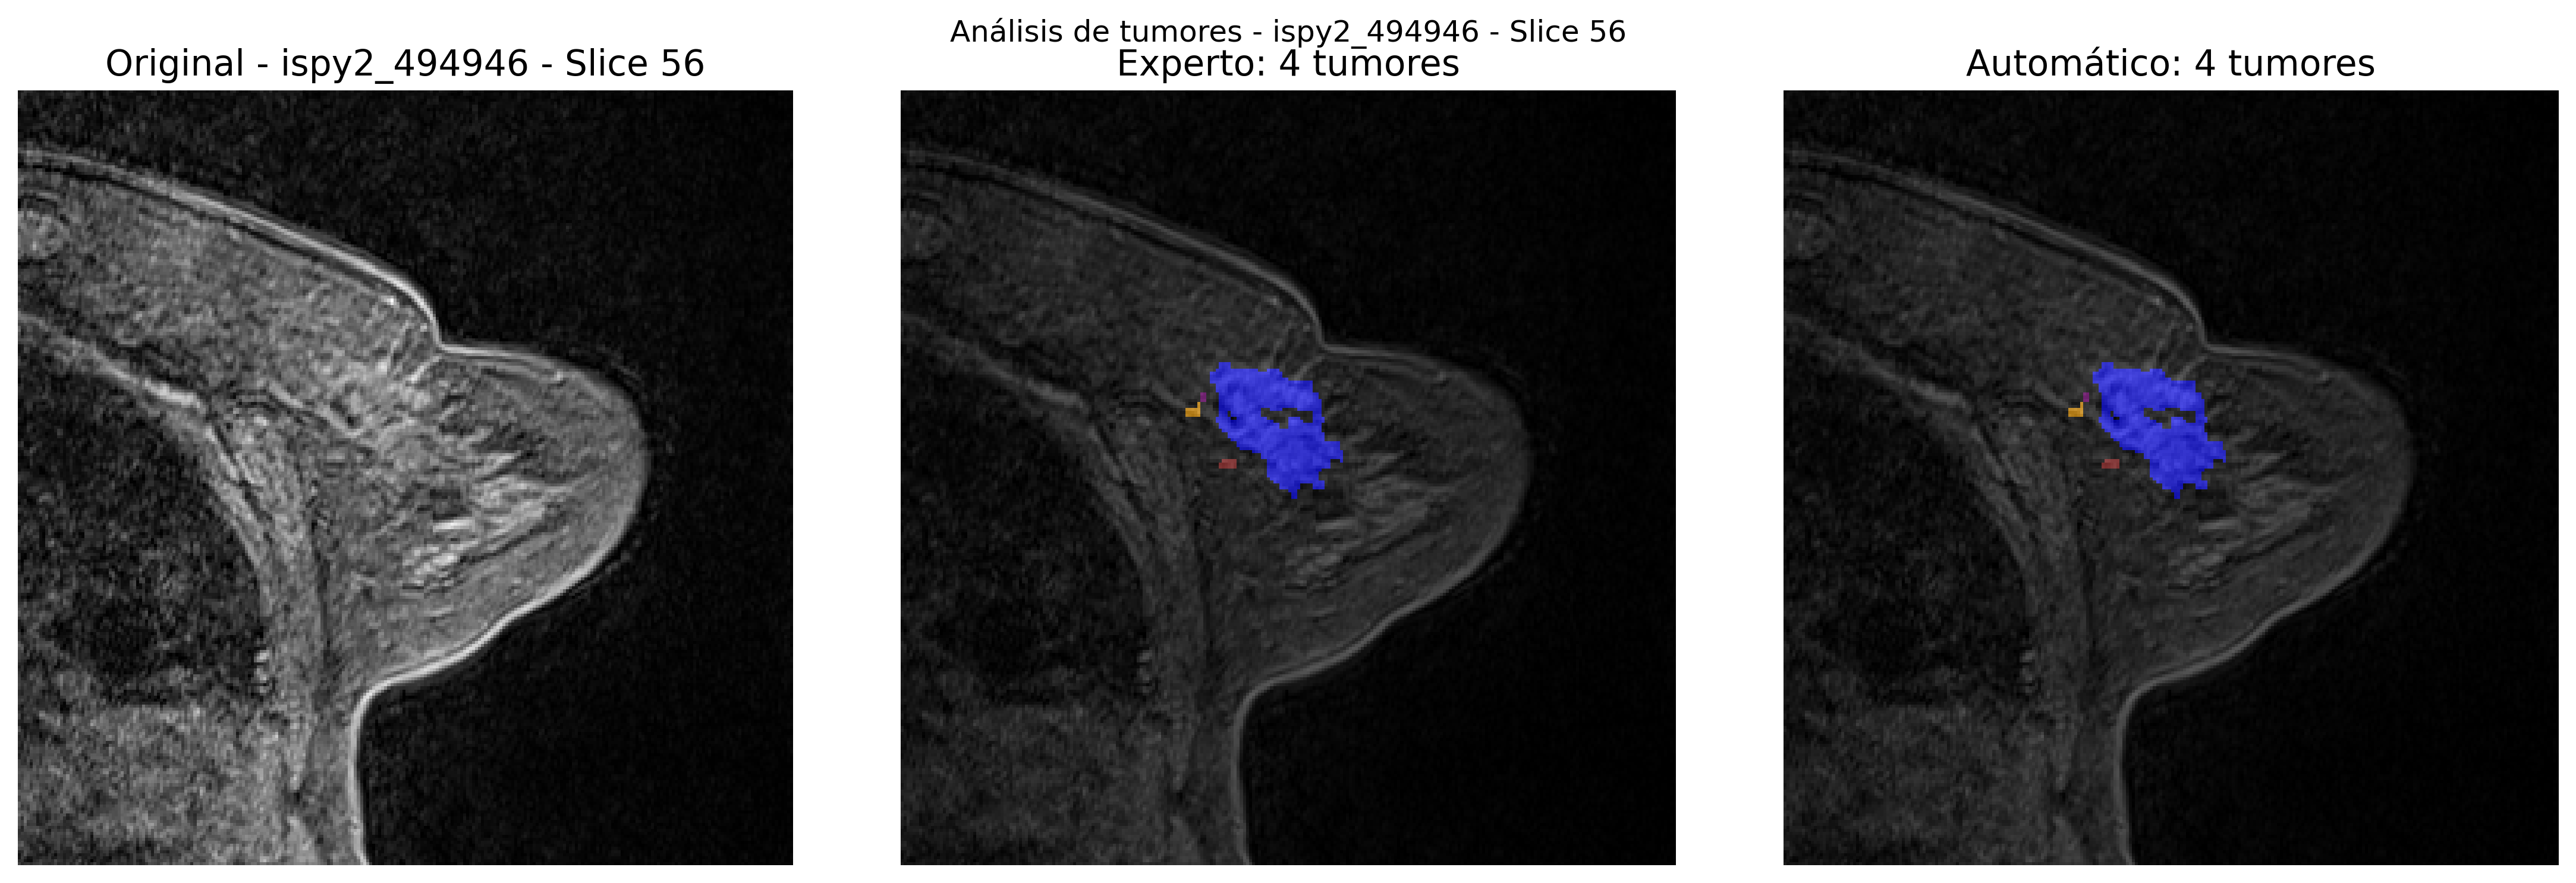 Análisis de tumores - ispy2_494946 - Slice 56
Original - ispy2_494946 - Slice 56
Experto: 4 tumores
Automático: 4 tumores